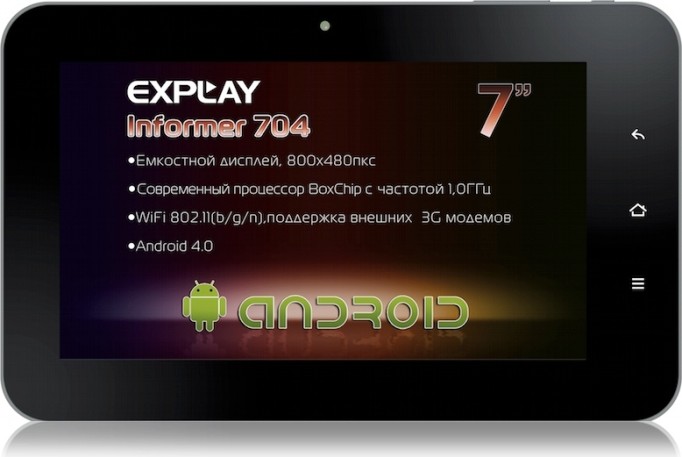 EXPLAY 7”
Informer 704
•Емкостной дисплей, 800x480пкс
•Современный процессор BoxChip с частотой 1,0ГГц
•WiFi 802.11(b/g/n),поддержка внешних 3G модемов
•Android 4.0
ANDROID